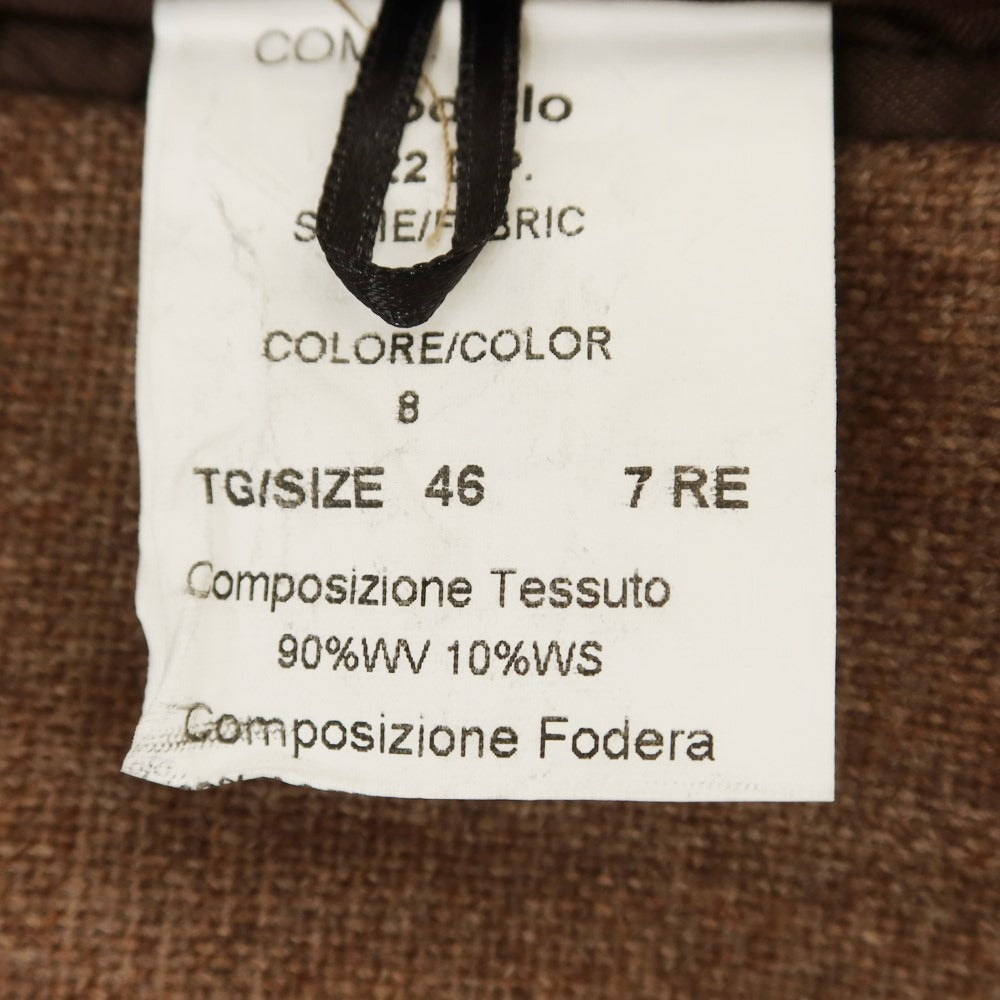 COLORE/COLOR
8
TG/SIZE 46 7 RE
Composizione Tessuto
90%WV 10%WS
Composizione Fodera